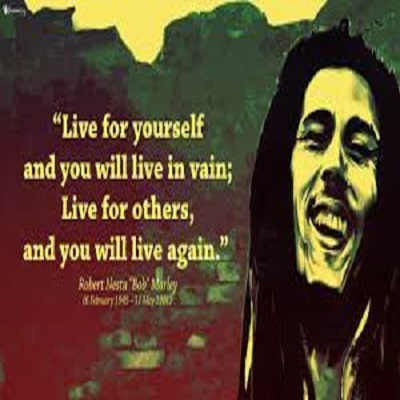 “Live for yourself
and you will live in vain;
Live for others,
and you will live again.”
Robert Nesta “Bob” Marley
(6 February 1945 – 11 May 1981)